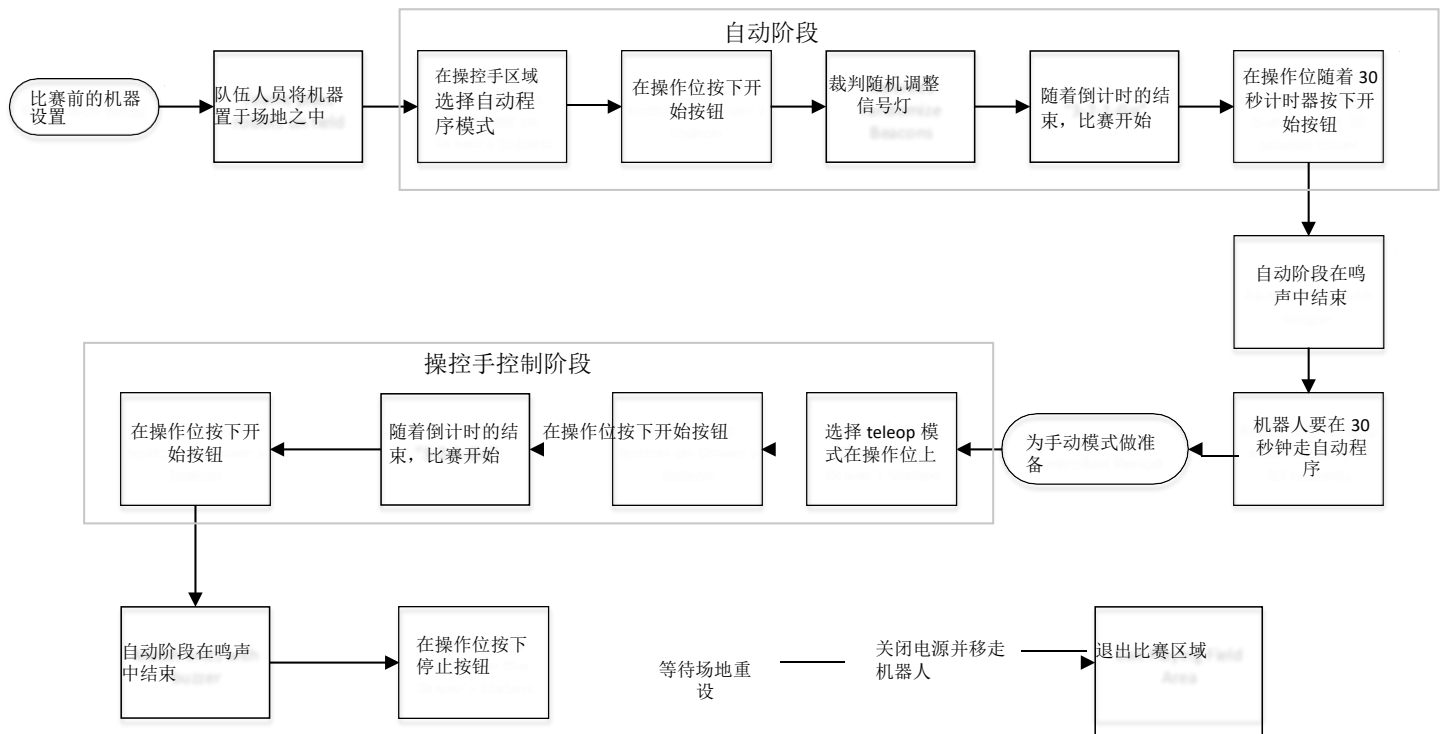 自动阶段
比赛前的机器
设置
队伍人员将机器
置于场地之中
在操控手区域
选择自动程
序模式
在操作位按下开
始按钮
裁判随机调整
信号灯
Beacons
随着倒计时的结
束，比赛开始
在操作位随着 30
秒计时器按下开
始按钮
自动阶段在鸣
声中结束
机器人要在 30
秒钟走自动程
序
为手动模式做准
备
操控手控制阶段
选择 teleop 模
式在操作位上
在操作位按下开始按钮
随着倒计时的结
束，比赛开始
在操作位按下开
始按钮
自动阶段在鸣声
中结束
buzzer
在操作位按下
停止按钮
等待场地重
设
关闭电源并移走
机器人
退出比赛区域
Area